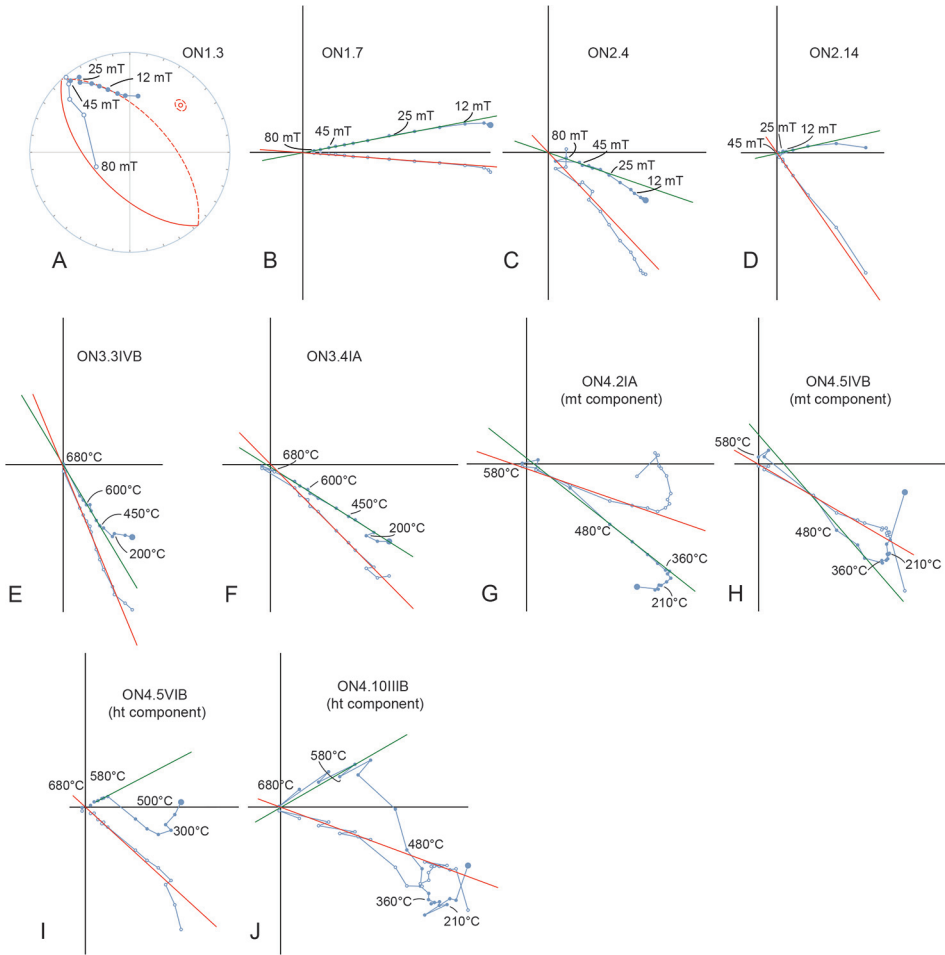 ON1.3
25 mT
12 mT
45 mT
80 mT
A
ON1.7
12 mT
25 mT
45 mT
80 mT
B
ON2.4
80 mT
45 mT
25 mT
12 mT
C
ON2.14
25 mT
12 mT
45 mT
D
ON3.3IVB
680°C
600°C
450°C
200°C
E
ON3.4IA
680°C
600°C
450°C
200°C
F
ON4.2IA
(mt component)
580°C
480°C
360°C
210°C
G
ON4.5IVB
(mt component)
580°C
480°C
360°C
210°C
H
ON4.5VIB
(ht component)
680°C
580°C
500°C
300°C
I
ON4.10IIIB
(ht component)
580°C
680°C
480°C
360°C
210°C
J